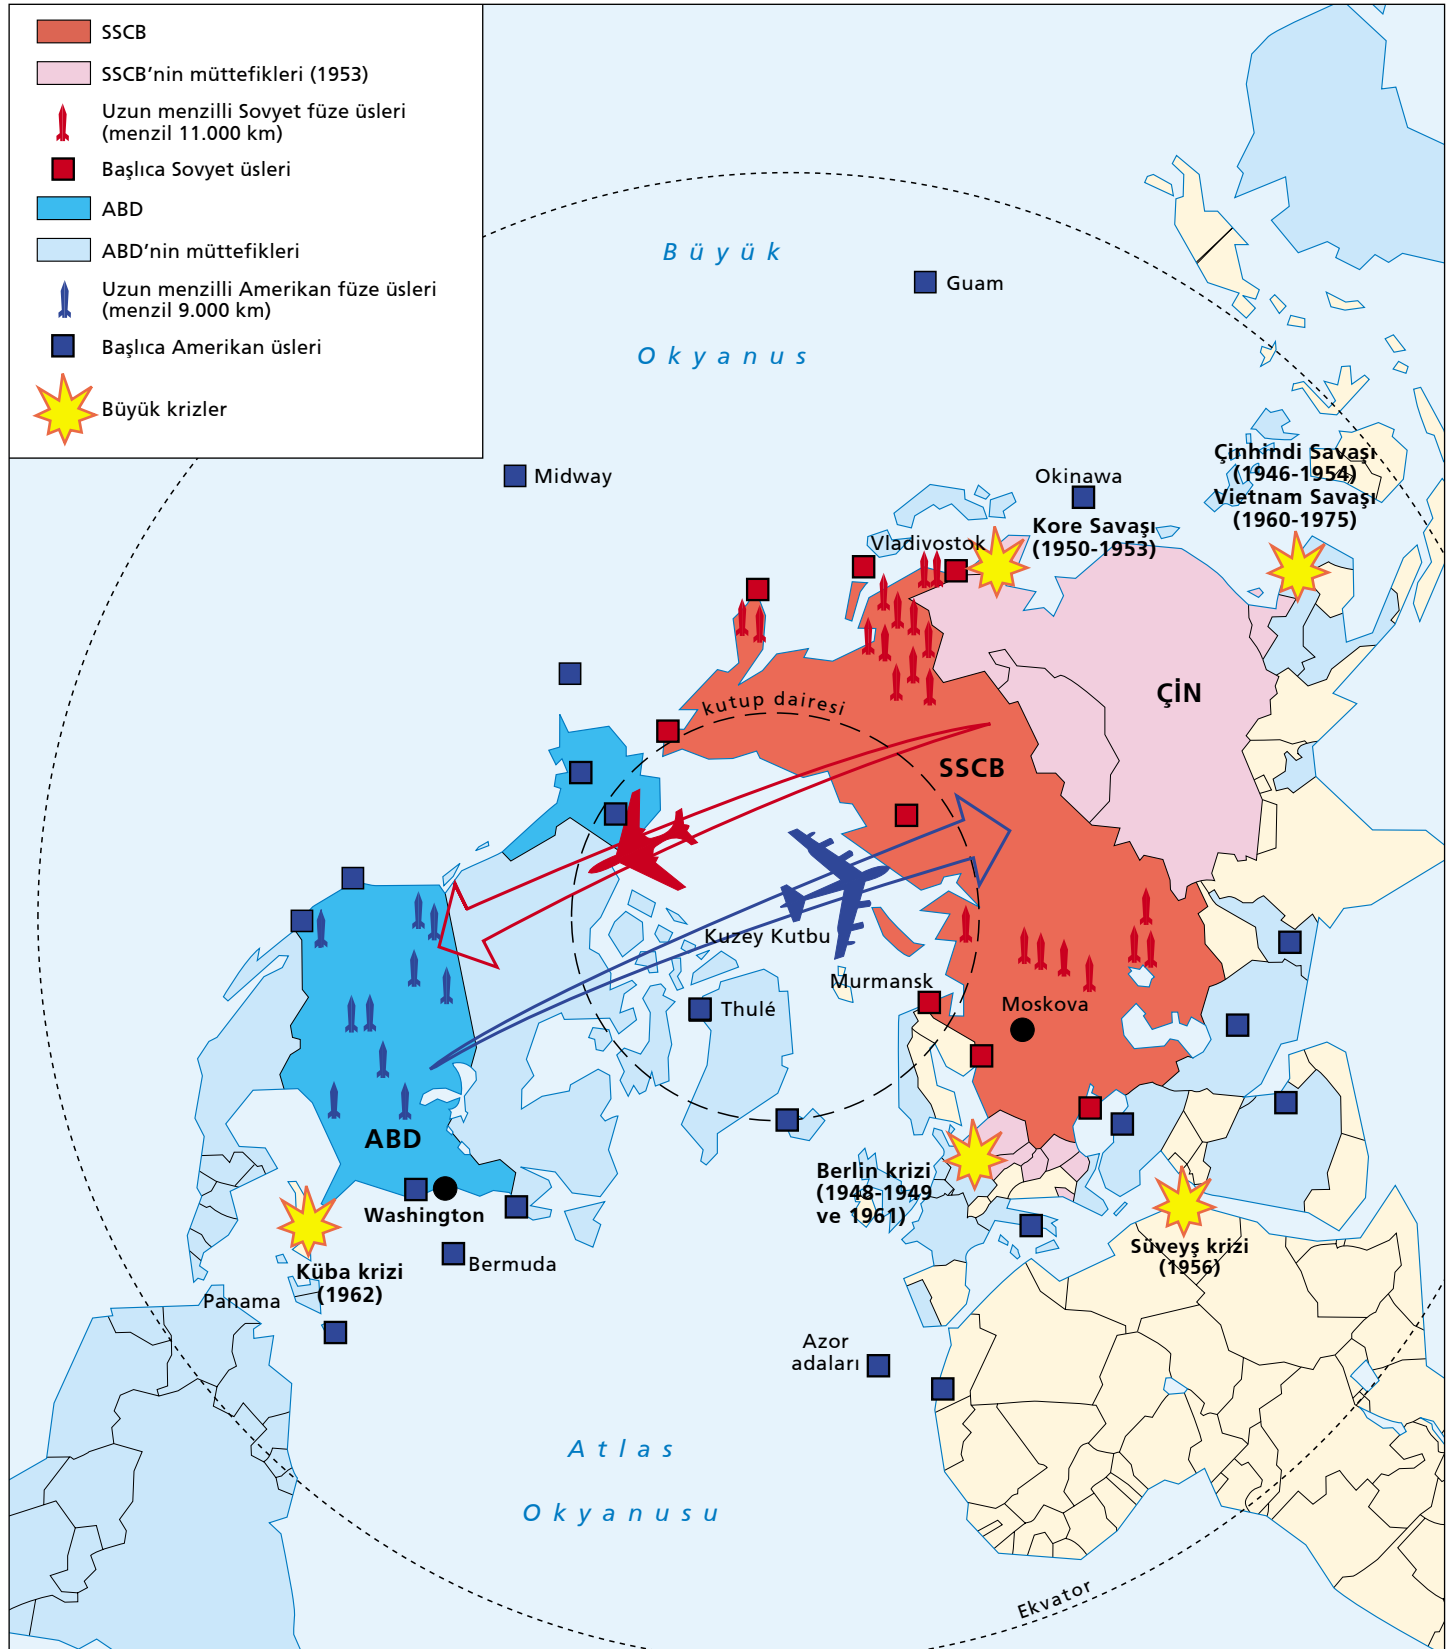 SSCB
SSCB'nin müttefikleri (1953)
Uzun menzilli Sovyet füze üsleri
(menzil 11.000 km)
Başlıca Sovyet üsleri
ABD
ABD'nin müttefikleri
Uzun menzilli Amerikan füze üsleri
(menzil 9.000 km)
Başlıca Amerikan üsleri
Büyük krizler
Büyük
Okyanus
Guam
Midway
Okinawa
Çinhindi Savaşı
(1946-1954)
Vietnam Savaşı
(1960-1975)
Kore Savaşı
(1950-1953)
Vladivostok
ÇİN
kutup dairesi
SSCB
Kuzey Kutbu
Murmansk
Moskova
Thulé
ABD
Washington
Berlin krizi
(1948-1949
ve 1961)
Süveyş krizi
(1956)
Küba krizi
(1962)
Bermuda
Panama
Azor
adaları
Atlas
Okyanusu
Ekvator